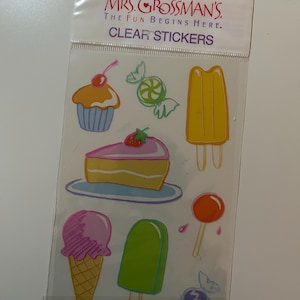 MRS. GROSSMAN'S.
THE FUN BEGINS HERE.
CLEAR STICKERS